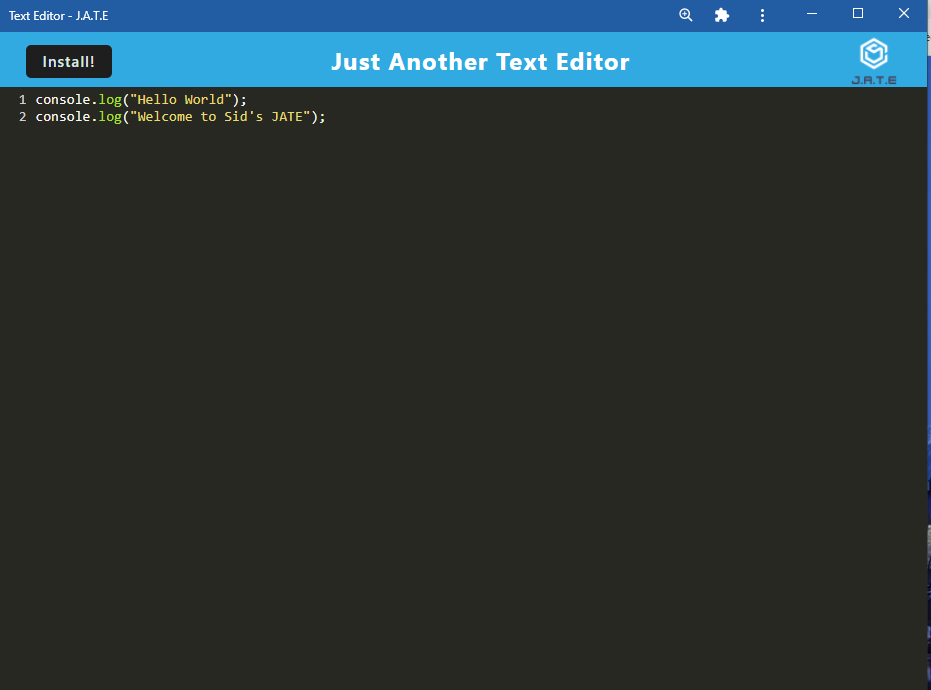 Text Editor - J.A.T.E
Install!
Just Another Text Editor
J.A.T.E
1 console.log("Hello World");
2 console.log("Welcome to Sid's JATE");